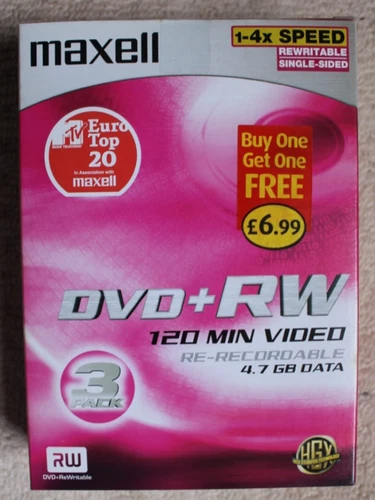 maxell
1-4x SPEED
REWRITABLE
SINGLE-SIDED
MTV
MUSIC TELEVISION
Euro
Top
20
In Association with
maxell
Buy One
Get One
FREE
£6.99
DVD+RW
120 MIN VIDEO
RE-RECORDABLE
4.7 GB DATA
3
PACK
RW
DVD+ReWritable
HGX